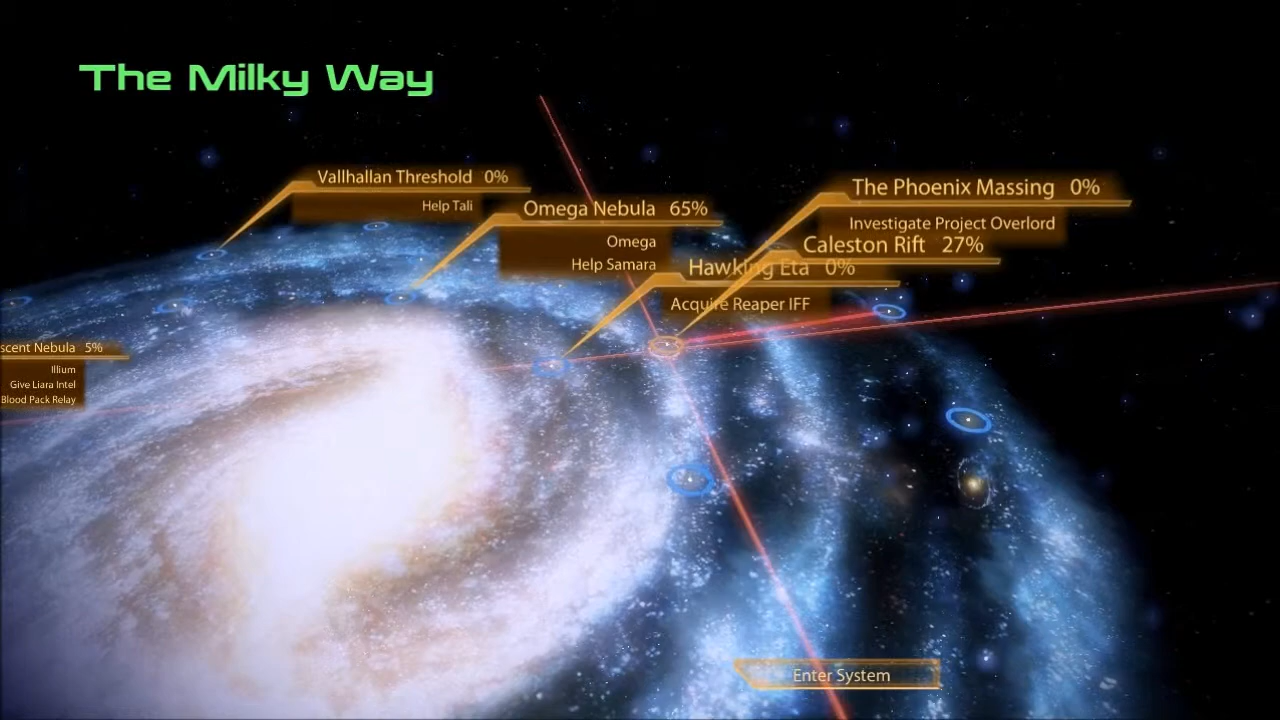 The Milky Way
Vallhallan Threshold 0%
Help Tali
Omega Nebula 65%
Omega
Help Samara
The Phoenix Massing 0%
Investigate Project Overlord
Caleston Rift 27%
Hawking Eta 0%
Acquire Reaper IFF
scent Nebula 5%
Illium
Give Liara Intel
Blood Pack Relay
Enter System